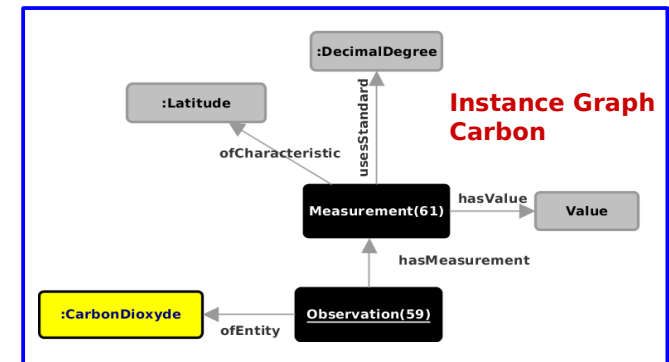 :DecimalDegree
:Latitude
Instance Graph
Carbon
usesStandard
ofCharacteristic
Measurement(61)
hasValue
Value
hasMeasurement
:CarbonDioxyde
ofEntity
Observation(59)